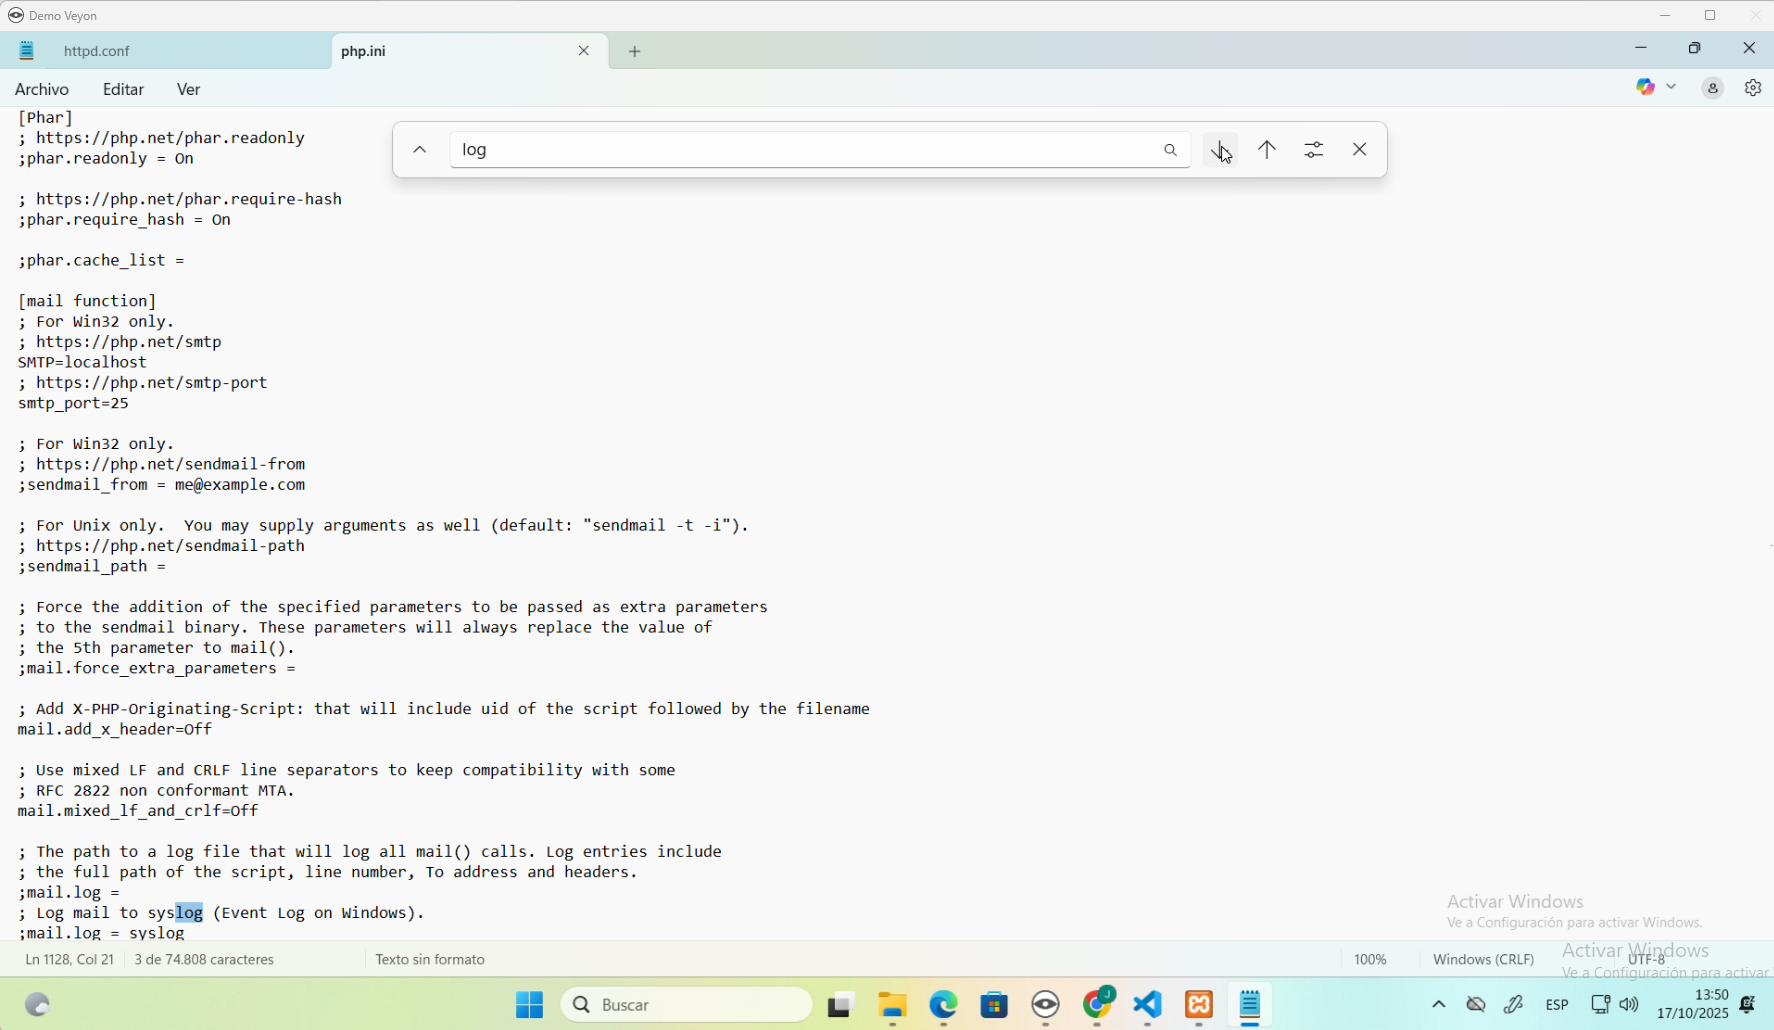 Demo Veyon
httpd.conf
php.ini
Archivo Editar Ver
[Phar]
; https://php.net/phar.readonly
;phar.readonly = On
log
; https://php.net/phar.require-hash
;phar.require_hash = On
;phar.cache_list =
[mail function]
; For Win32 only.
; https://php.net/smtp
SMTP=localhost
; https://php.net/smtp-port
smtp_port=25
; For Win32 only.
; https://php.net/sendmail-from
;sendmail_from = me@example.com
; For Unix only.  You may supply arguments as well (default: "sendmail -t -i").
; https://php.net/sendmail-path
;sendmail_path =
; Force the addition of the specified parameters to be passed as extra parameters
; to the sendmail binary. These parameters will always replace the value of
; the 5th parameter to mail().
;mail.force_extra_parameters =
; Add X-PHP-Originating-Script: that will include uid of the script followed by the filename
mail.add_x_header=Off
; Use mixed LF and CRLF line separators to keep compatibility with some
; RFC 2822 non conformant MTA.
mail.mixed_lf_and_crlf=Off
; The path to a log file that will log all mail() calls. Log entries include
; the full path of the script, line number, To address and headers.
;mail.log =
; Log mail to syslog (Event Log on Windows).
;mail.log = syslog
Activar Windows
Ve a Configuración para activar Windows.
Ln 1128, Col 21 3 de 74.808 caracteres Texto sin formato 100% Windows (CRLF) UTF-8
Activar Windows
Ve a Configuración para activar
Buscar
J
ESP
13:50
17/10/2025